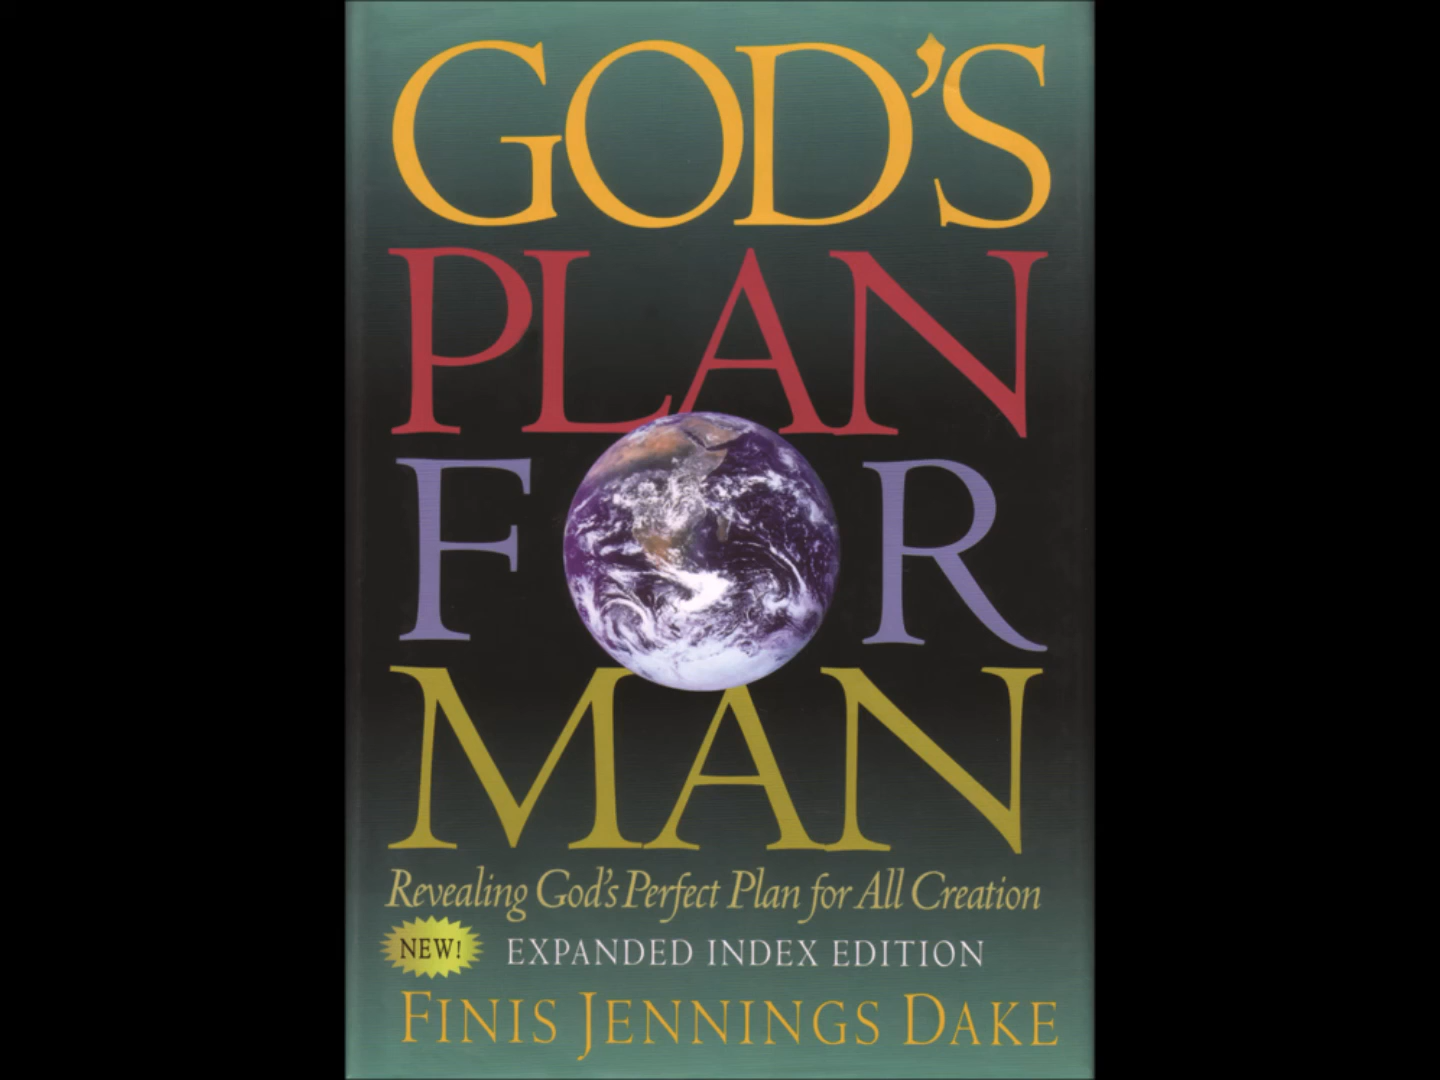 GOD'S
PLAN
FOR
MAN
Revealing God's Perfect Plan for All Creation
NEW!
EXPANDED INDEX EDITION
FINIS JENNINGS DAKE